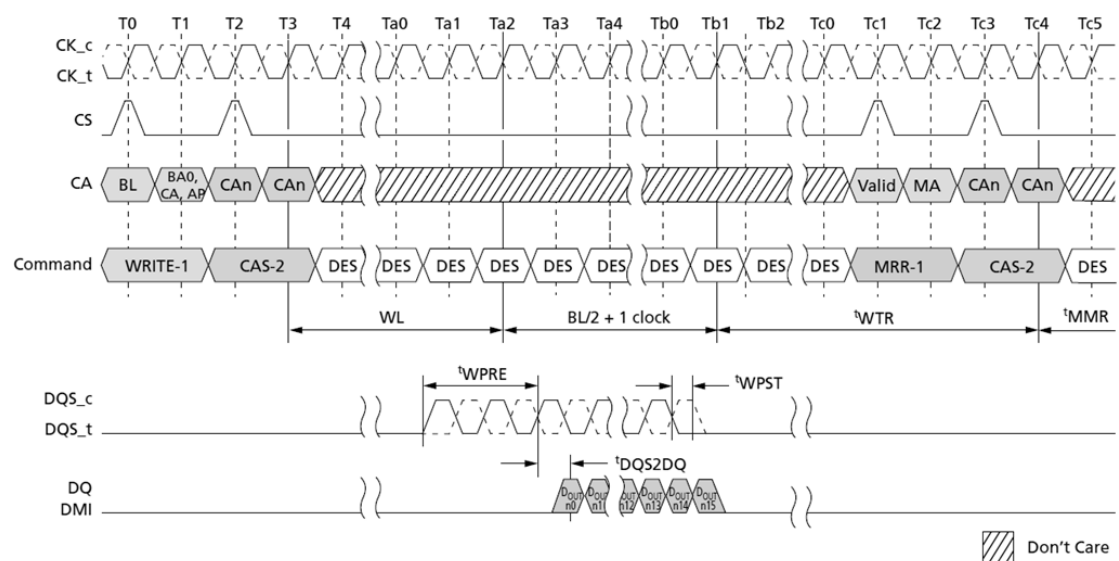 T0 T1 T2 T3 T4 Ta0 Ta1 Ta2 Ta3 Ta4 Tb0 Tb1 Tb2 Tc0 Tc1 Tc2 Tc3 Tc4 Tc5
CK_c
CK_t
CS
CA BL BA0, CA, AP CAn CAn Valid MA CAn CAn
Command WRITE-1 CAS-2 DES DES DES DES DES DES DES DES DES DES MRR-1 CAS-2 DES
WL BL/2 + 1 clock tWTR tMMR
tWPRE tWPST
DQS_c
DQS_t
tDQS2DQ
DQ
DMI
DOUT n0 DOUT n1 DOUT n12 DOUT n13 DOUT n14 DOUT n15
Don't Care